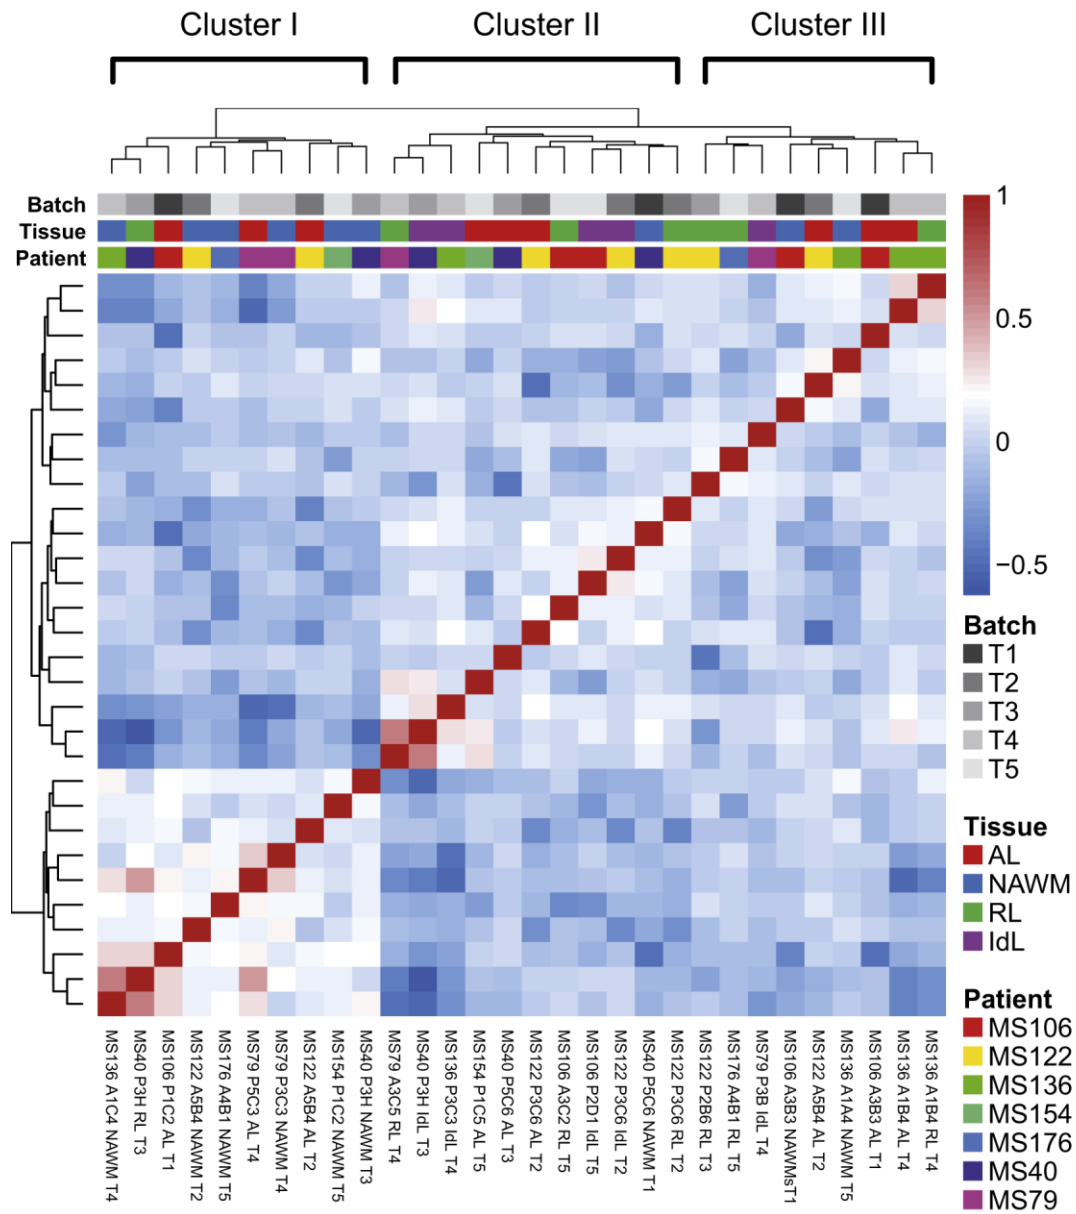 Cluster I
Cluster II
Cluster III
Batch
Tissue
Patient
1
0.5
0
−0.5
Batch
T1
T2
T3
T4
T5
Tissue
AL
NAWM
RL
IdL
Patient
MS106
MS122
MS136
MS154
MS176
MS40
MS79
MS136 A1C4 NAWM T4
MS40 P3H RL T3
MS106 P1C2 AL T1
MS122 A5B4 NAWM T2
MS176 A4B1 NAWM T5
MS79 P5C3 AL T4
MS79 P3C3 NAWM T4
MS122 A5B4 AL T2
MS154 P1C2 NAWM T5
MS40 P3H NAWM T3
MS79 A3C5 RL T4
MS40 P3H IdL T3
MS136 P3C3 IdL T4
MS154 P1C5 AL T5
MS40 P5C6 AL T3
MS122 P3C6 AL T2
MS106 A3C2 RL T5
MS106 P2D1 IdL T5
MS122 P3C6 IdL T2
MS40 P5C6 NAWM T1
MS122 P3C6 RL T2
MS122 P2B6 RL T3
MS176 A4B1 RL T5
MS79 P3B IdL T4
MS106 A3B3 NAWMsT1
MS122 A5B4 AL T2
MS136 A1A4 NAWM T5
MS106 A3B3 AL T1
MS136 A1B4 AL T4
MS136 A1B4 RL T4